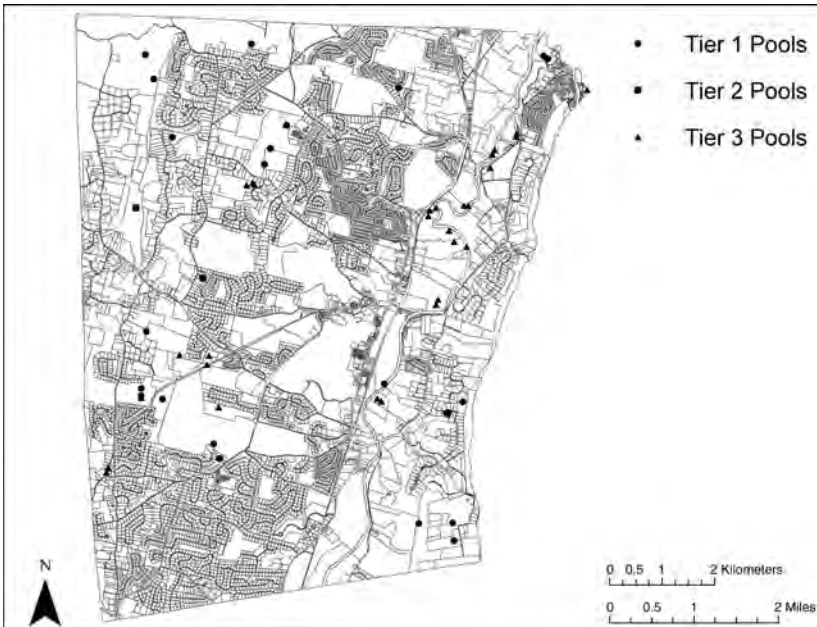 Tier 1 Pools
Tier 2 Pools
Tier 3 Pools
N
0 0.5 1 2 Kilometers
0 0.5 1 2 Miles